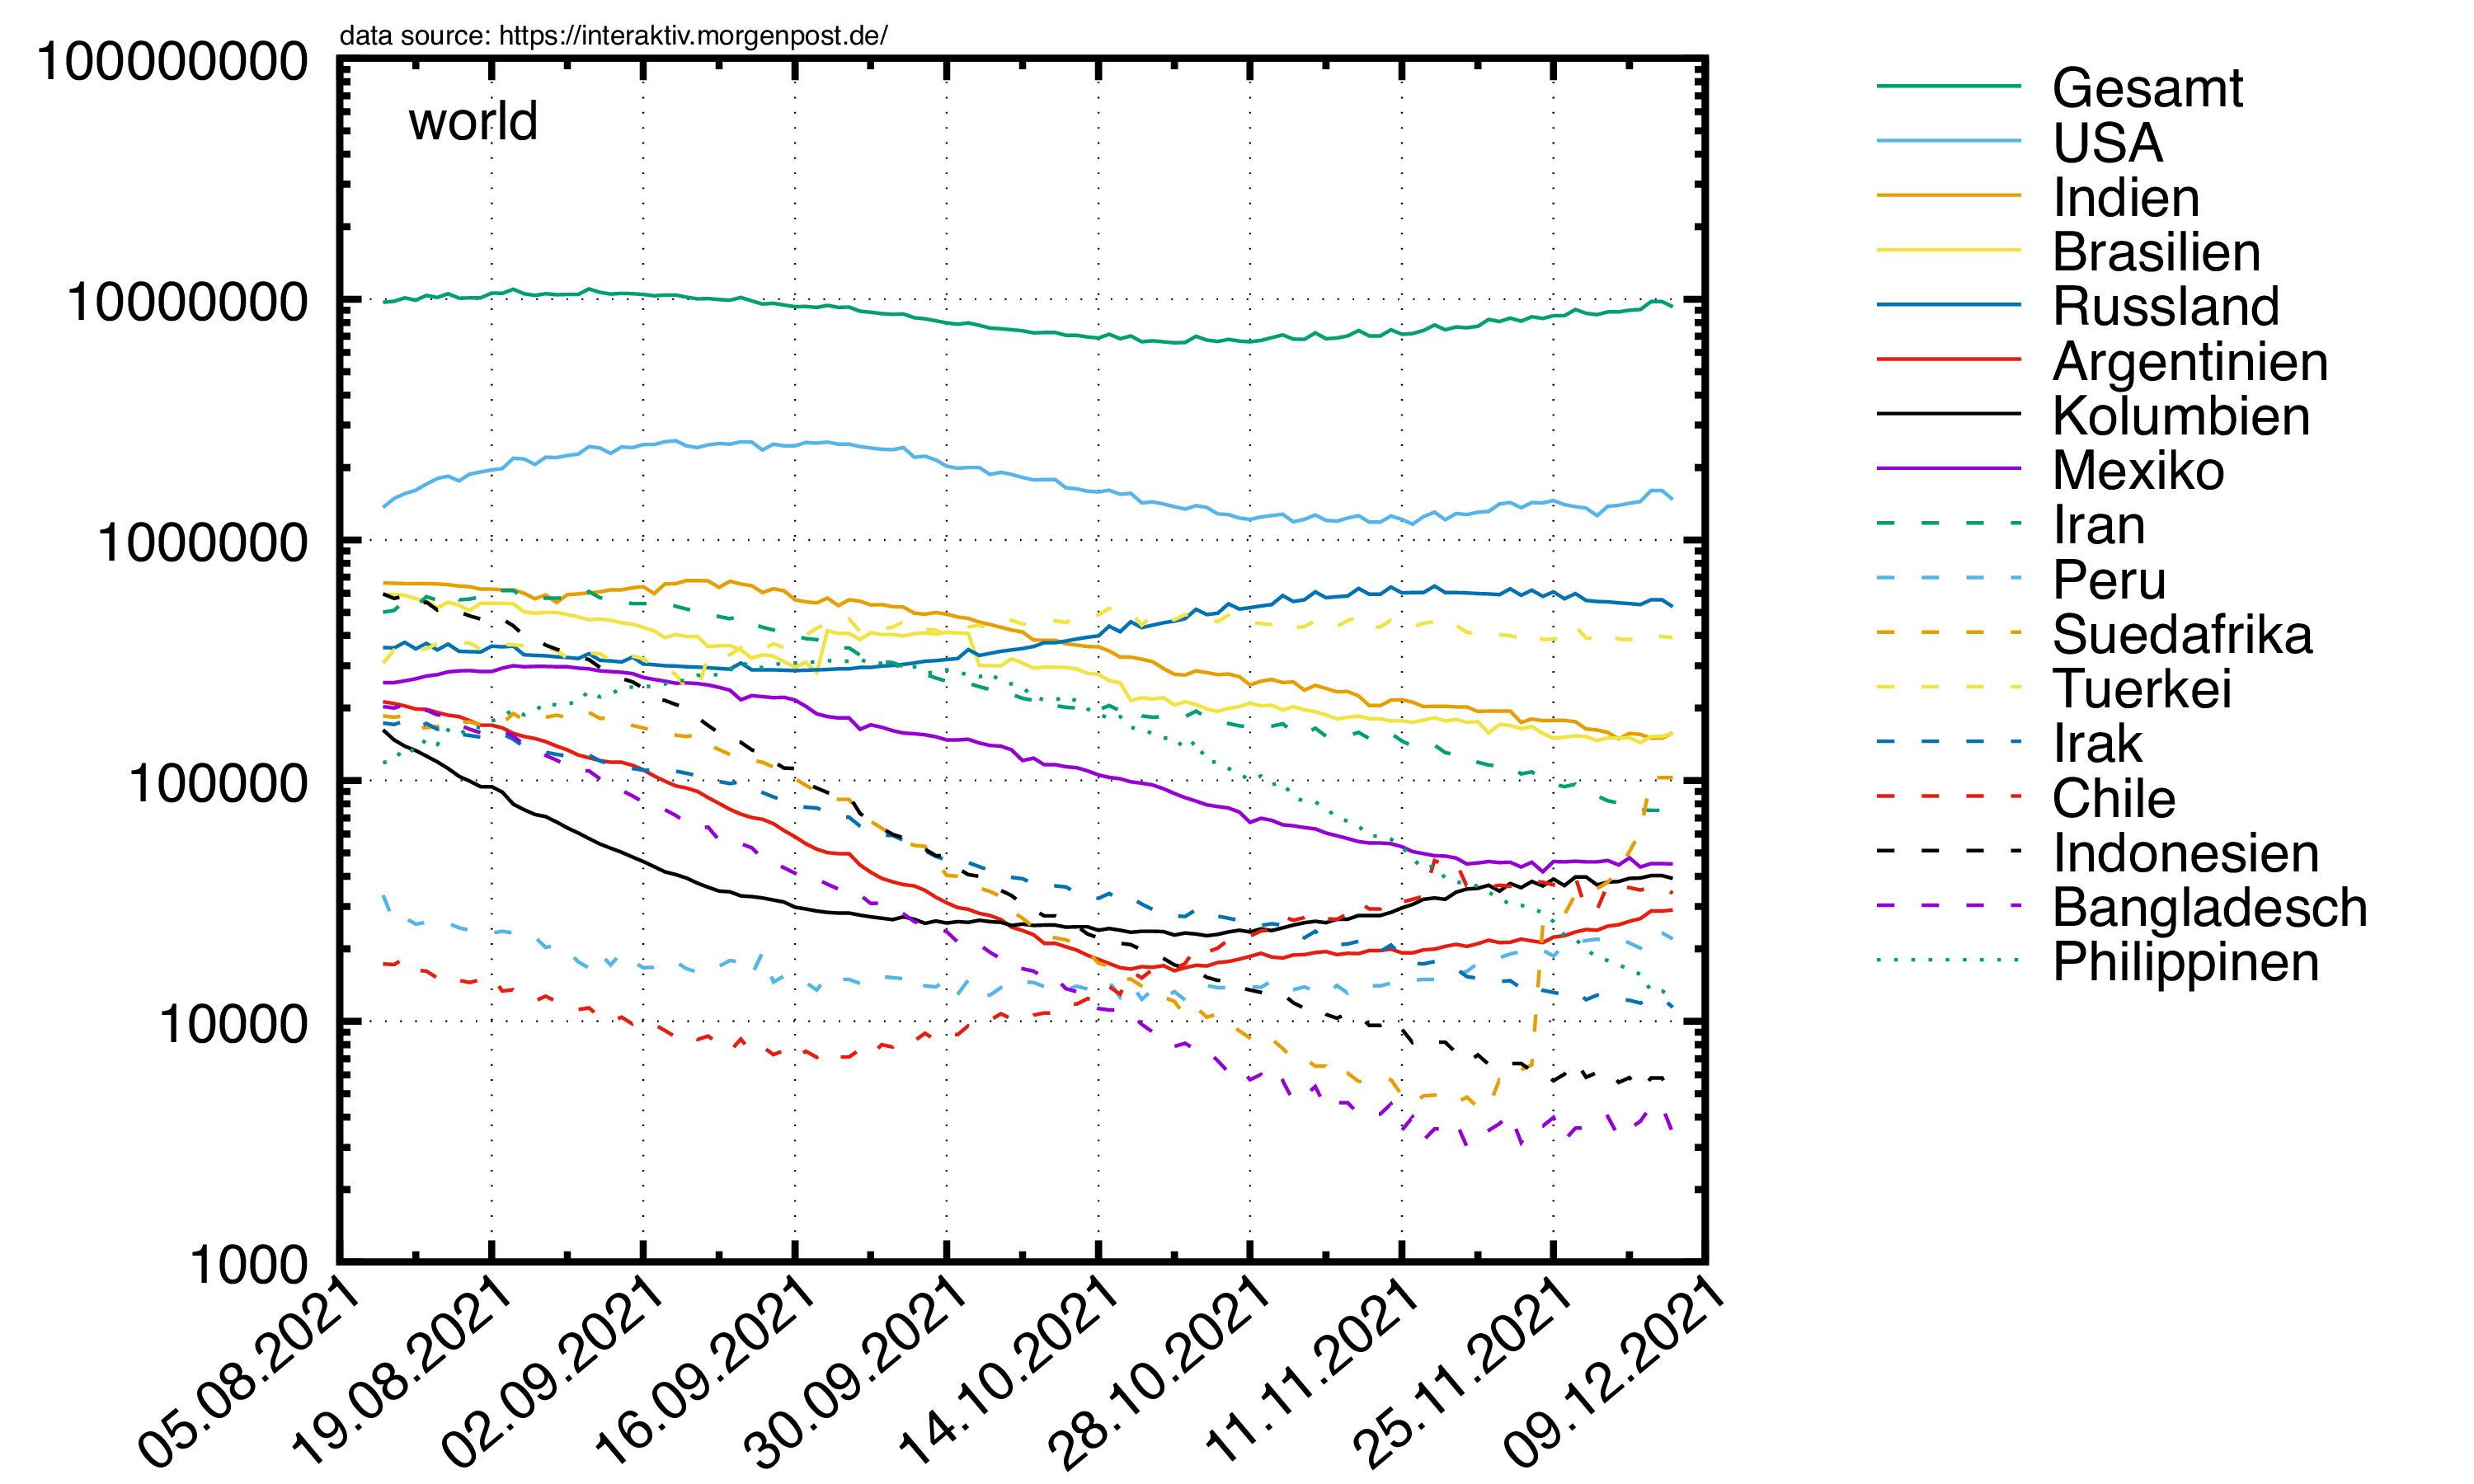 data source: https://interaktiv.morgenpost.de/
world
100000000
10000000
1000000
100000
10000
1000
05.08.2021
19.08.2021
02.09.2021
16.09.2021
30.09.2021
14.10.2021
28.10.2021
11.11.2021
25.11.2021
09.12.2021
Gesamt
USA
Indien
Brasilien
Russland
Argentinien
Kolumbien
Mexiko
Iran
Peru
Suedafrika
Tuerkei
Irak
Chile
Indonesien
Bangladesch
Philippinen